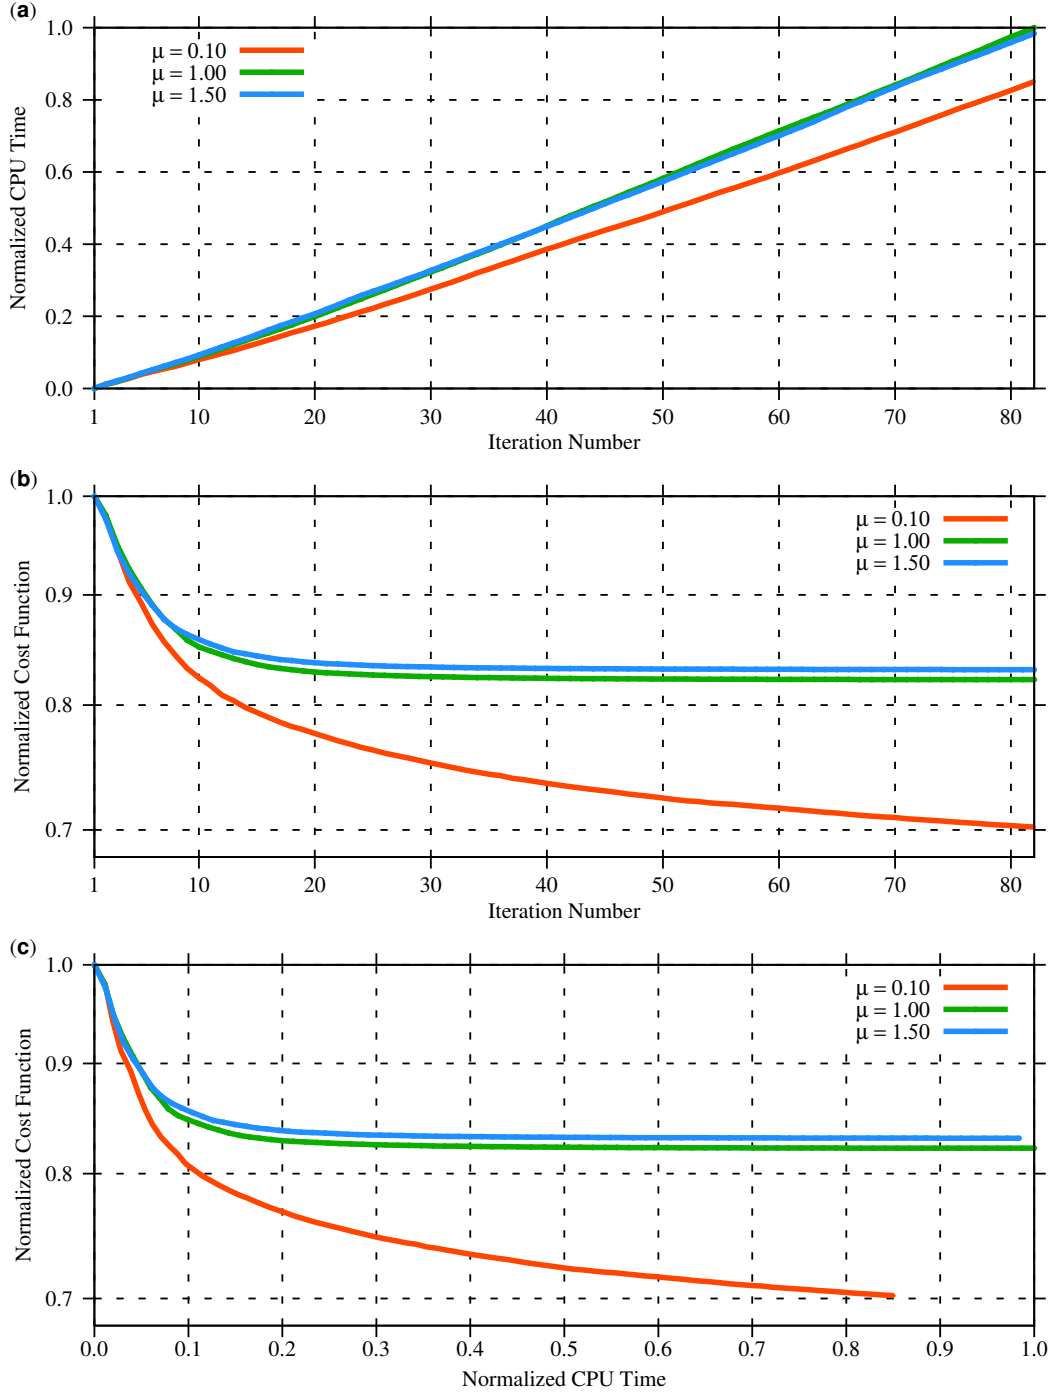 (a)
1.0
μ = 0.10
μ = 1.00
μ = 1.50
0.8
0.6
0.4
0.2
0.0
Normalized CPU Time
1 10 20 30 40 50 60 70 80
Iteration Number
(b)
1.0
μ = 0.10
μ = 1.00
μ = 1.50
0.9
0.8
0.7
Normalized Cost Function
1 10 20 30 40 50 60 70 80
Iteration Number
(c)
1.0
μ = 0.10
μ = 1.00
μ = 1.50
0.9
0.8
0.7
Normalized Cost Function
0.0 0.1 0.2 0.3 0.4 0.5 0.6 0.7 0.8 0.9 1.0
Normalized CPU Time